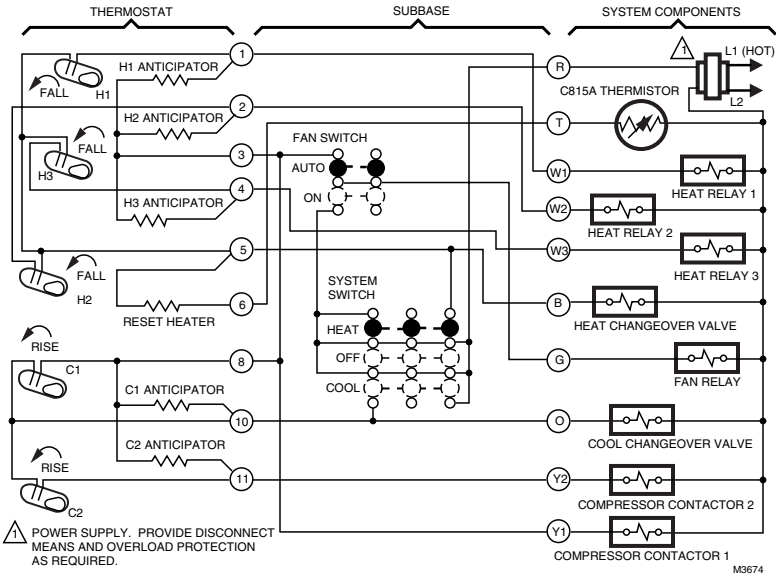 THERMOSTAT
SUBBASE
SYSTEM COMPONENTS
1
H1 ANTICIPATOR
FALL
H1
2
H2 ANTICIPATOR
FALL
H3
3
4
H3 ANTICIPATOR
5
FALL
H2
6
RESET HEATER
RISE
C1
8
C1 ANTICIPATOR
10
C2 ANTICIPATOR
RISE
11
C2
1 POWER SUPPLY. PROVIDE DISCONNECT
MEANS AND OVERLOAD PROTECTION
AS REQUIRED.
FAN SWITCH
AUTO
ON
SYSTEM
SWITCH
HEAT
OFF
COOL
1
L1 (HOT)
R
L2
C815A THERMISTOR
T
W1
HEAT RELAY 1
W2
HEAT RELAY 2
W3
HEAT RELAY 3
B
HEAT CHANGEOVER VALVE
G
FAN RELAY
O
COOL CHANGEOVER VALVE
Y2
COMPRESSOR CONTACTOR 2
Y1
COMPRESSOR CONTACTOR 1
M3674